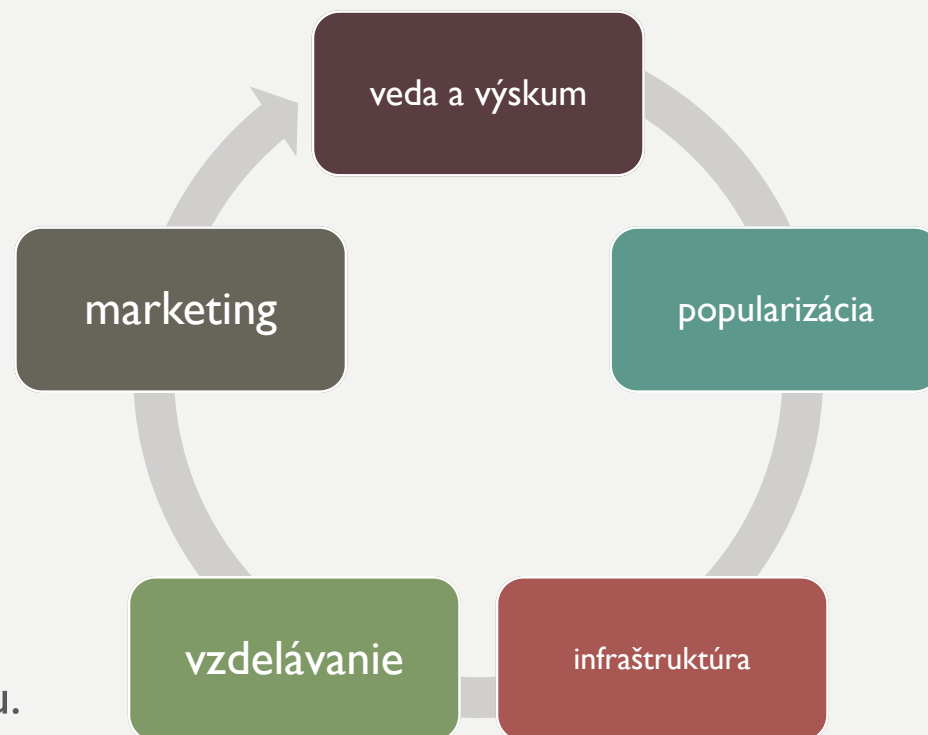 veda a výskum
popularizácia
infraštruktúra
vzdelávanie
marketing